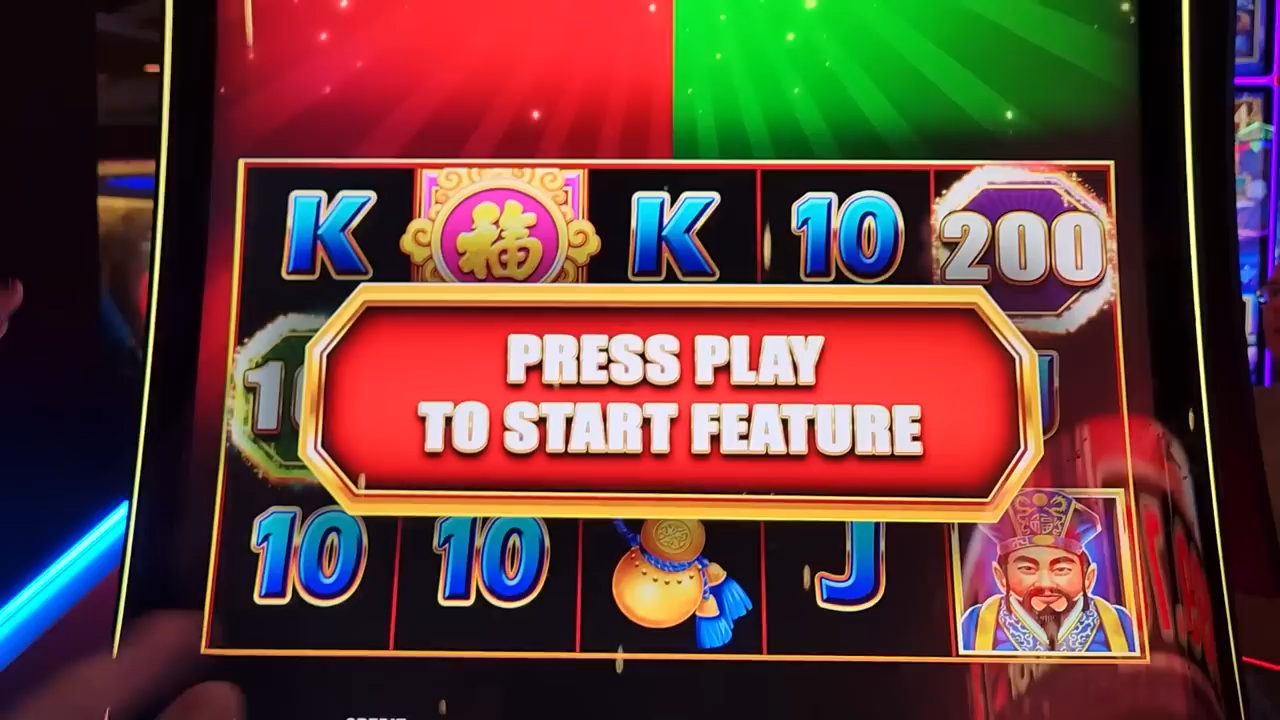 K 福 K 10 200
PRESS PLAY
TO START FEATURE
10 10 J